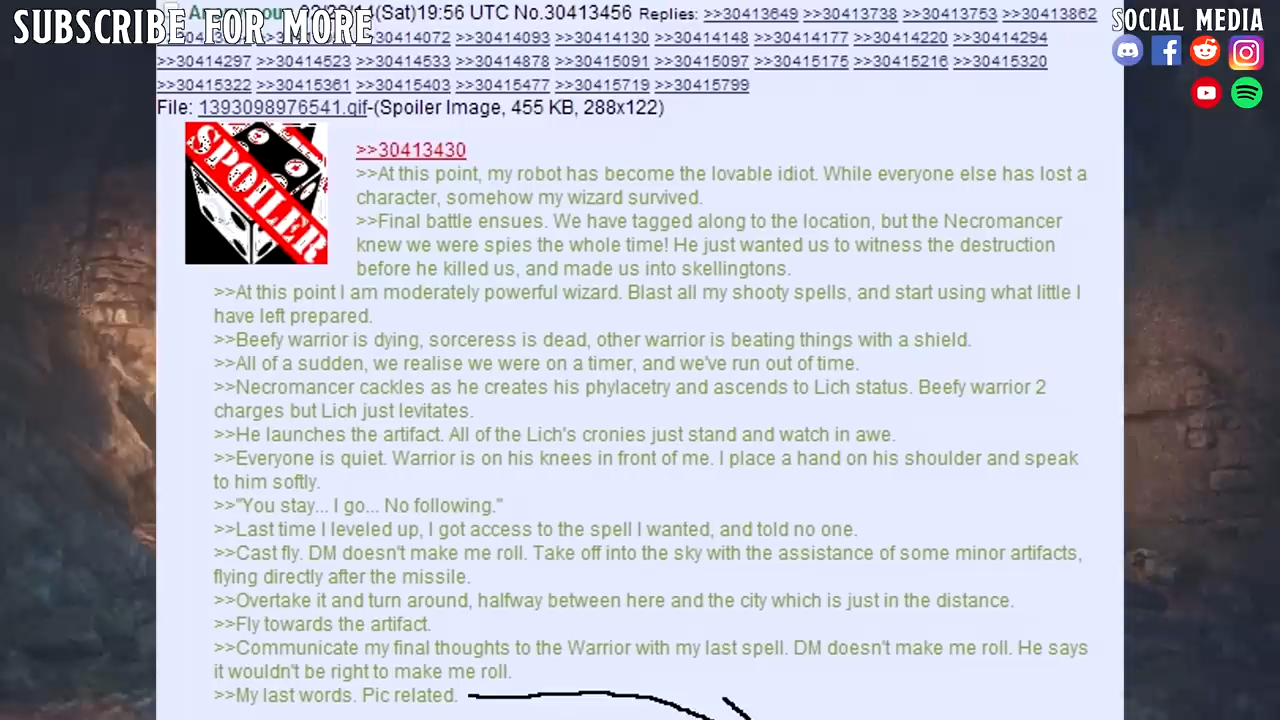 SUBSCRIBE FOR MORE
SOCIAL MEDIA
(Sat)19:56 UTC No.30413456 Replies: >>30413649 >>30413738 >>30413753 >>30413862
>>30414072 >>30414093 >>30414130 >>30414148 >>30414177 >>30414220 >>30414294
>>30414297 >>30414523 >>30414533 >>30414878 >>30415091 >>30415097 >>30415175 >>30415216 >>30415320
>>30415322 >>30415361 >>30415403 >>30415477 >>30415719 >>30415799
File: 1393098976541.gif-(Spoiler Image, 455 KB, 288x122)
SPOILER
>>30413430
>>At this point, my robot has become the lovable idiot. While everyone else has lost a
character, somehow my wizard survived.
>>Final battle ensues. We have tagged along to the location, but the Necromancer
knew we were spies the whole time! He just wanted us to witness the destruction
before he killed us, and made us into skellingtons.
>>At this point I am moderately powerful wizard. Blast all my shooty spells, and start using what little I
have left prepared.
>>Beefy warrior is dying, sorceress is dead, other warrior is beating things with a shield.
>>All of a sudden, we realise we were on a timer, and we've run out of time.
>>Necromancer cackles as he creates his phylacetry and ascends to Lich status. Beefy warrior 2
charges but Lich just levitates.
>>He launches the artifact. All of the Lich's cronies just stand and watch in awe.
>>Everyone is quiet. Warrior is on his knees in front of me. I place a hand on his shoulder and speak
to him softly.
>>"You stay... I go... No following."
>>Last time I leveled up, I got access to the spell I wanted, and told no one.
>>Cast fly. DM doesn't make me roll. Take off into the sky with the assistance of some minor artifacts,
flying directly after the missile.
>>Overtake it and turn around, halfway between here and the city which is just in the distance.
>>Fly towards the artifact.
>>Communicate my final thoughts to the Warrior with my last spell. DM doesn't make me roll. He says
it wouldn't be right to make me roll.
>>My last words. Pic related.